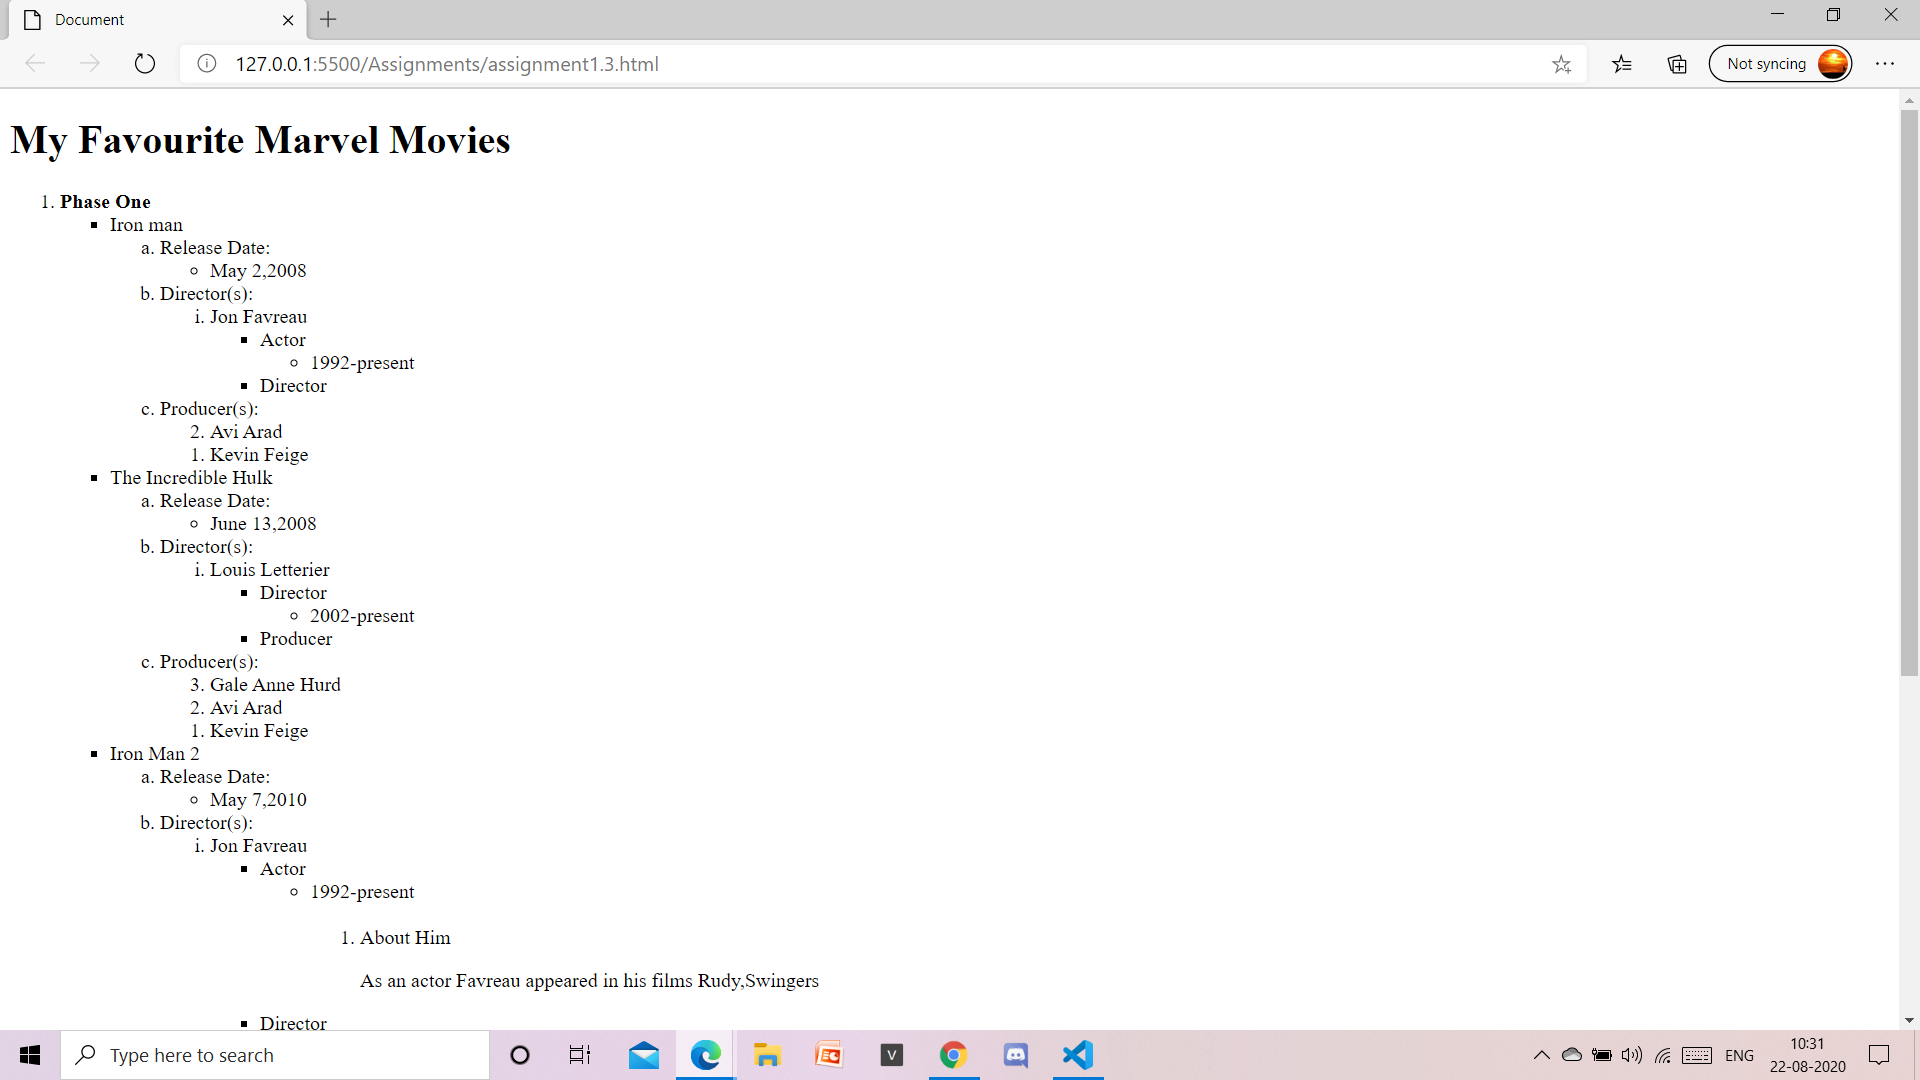 Document
127.0.0.1:5500/Assignments/assignment1.3.html
Not syncing
My Favourite Marvel Movies
1. Phase One
Iron man
a. Release Date:
May 2,2008
b. Director(s):
i. Jon Favreau
Actor
1992-present
Director
c. Producer(s):
2. Avi Arad
1. Kevin Feige
The Incredible Hulk
a. Release Date:
June 13,2008
b. Director(s):
i. Louis Letterier
Director
2002-present
Producer
c. Producer(s):
3. Gale Anne Hurd
2. Avi Arad
1. Kevin Feige
Iron Man 2
a. Release Date:
May 7,2010
b. Director(s):
i. Jon Favreau
Actor
1992-present
1. About Him
As an actor Favreau appeared in his films Rudy,Swingers
Director
Type here to search
V
ENG
10:31
22-08-2020